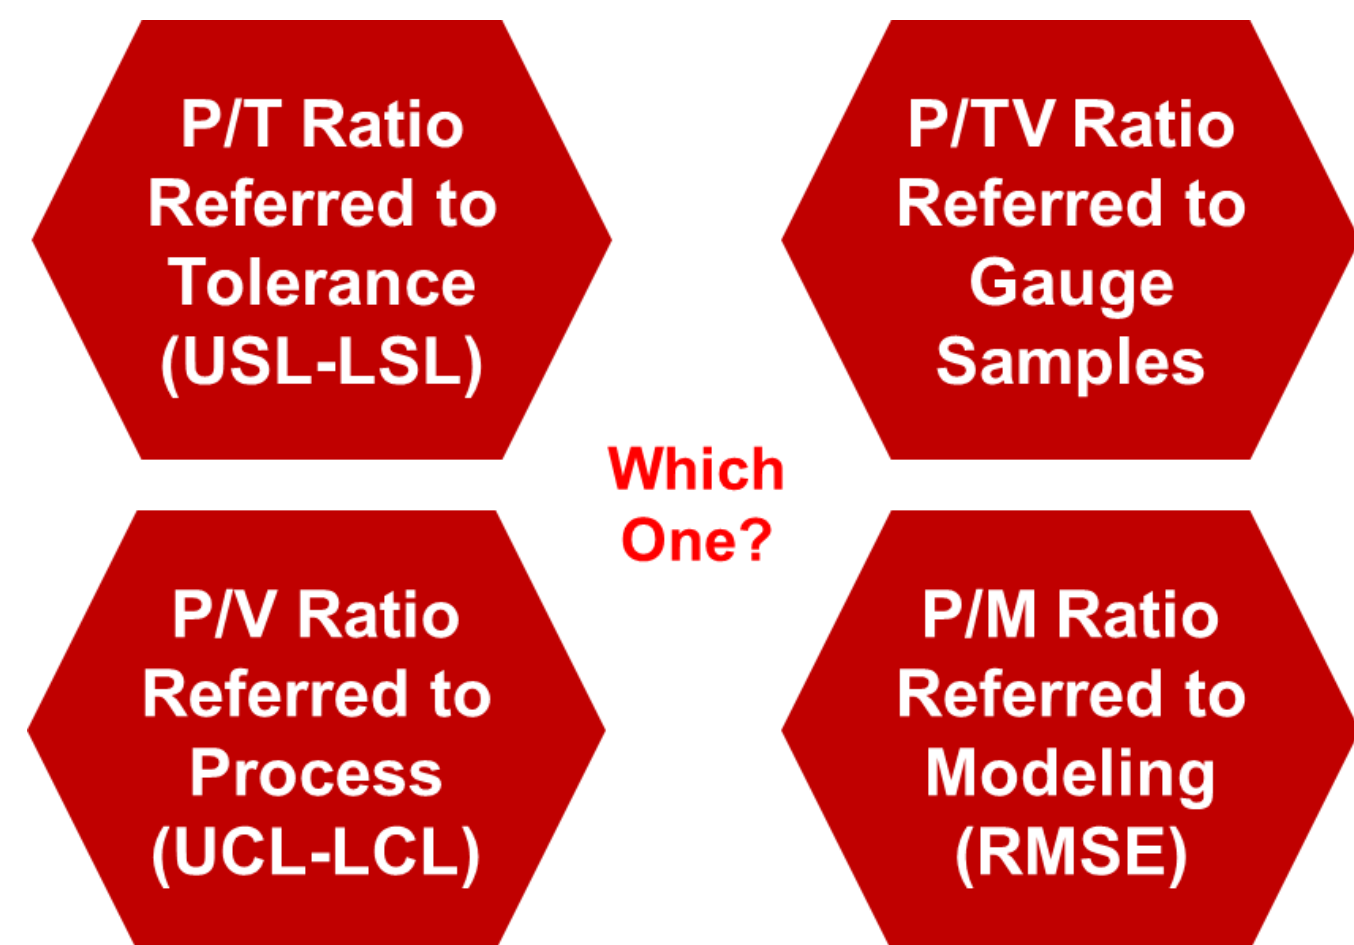 P/T Ratio
Referred to
Tolerance
(USL-LSL)
P/TV Ratio
Referred to
Gauge
Samples
Which
One?
P/V Ratio
Referred to
Process
(UCL-LCL)
P/M Ratio
Referred to
Modeling
(RMSE)